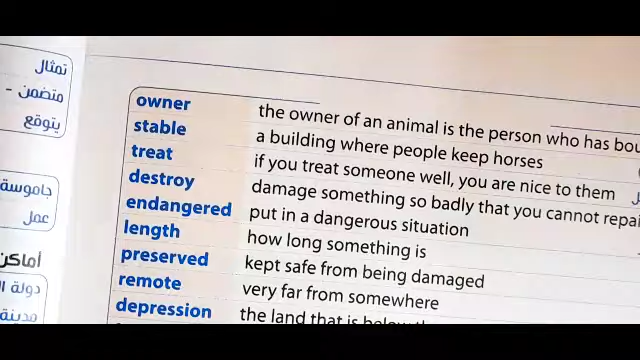 تمثال
متضمن -
يتوقع
جاموسة
عمل
أماكن
دولة
مدينة
owner the owner of an animal is the person who has
stable a building where people keep horses
treat if you treat someone well, you are nice to them
destroy damage something so badly that you cannot repai
endangered put in a dangerous situation
length how long something is
preserved kept safe from being damaged
remote very far from somewhere
depression the land that is below